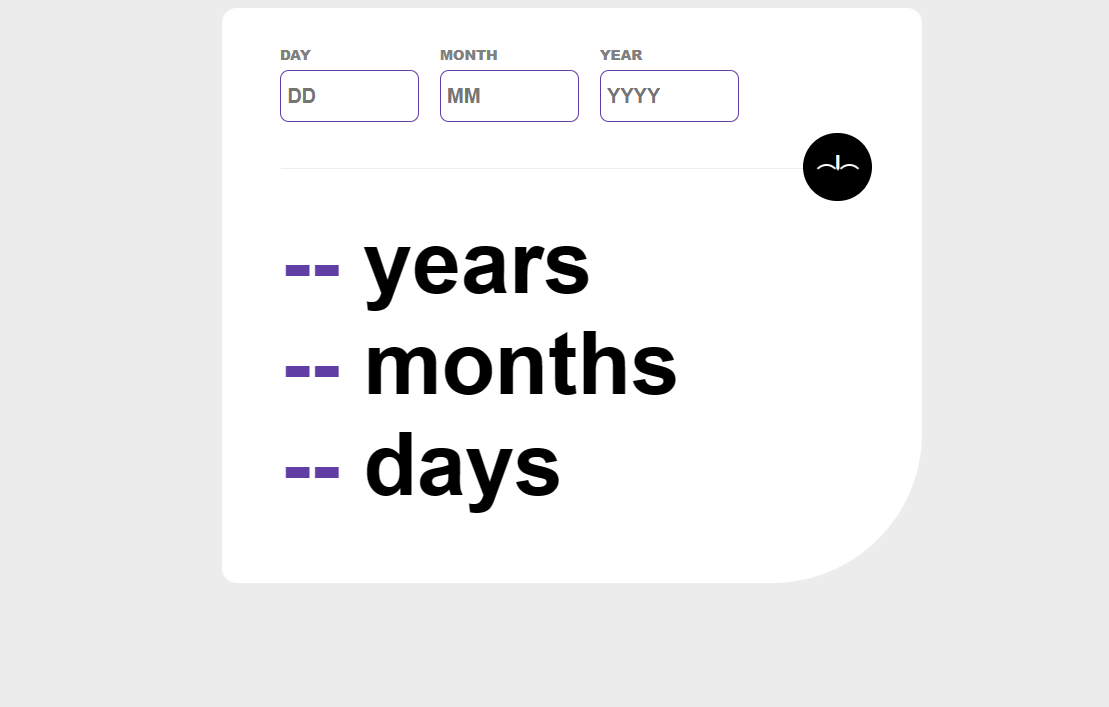 DAY MONTH YEAR
DD MM YYYY
-- years
-- months
-- days